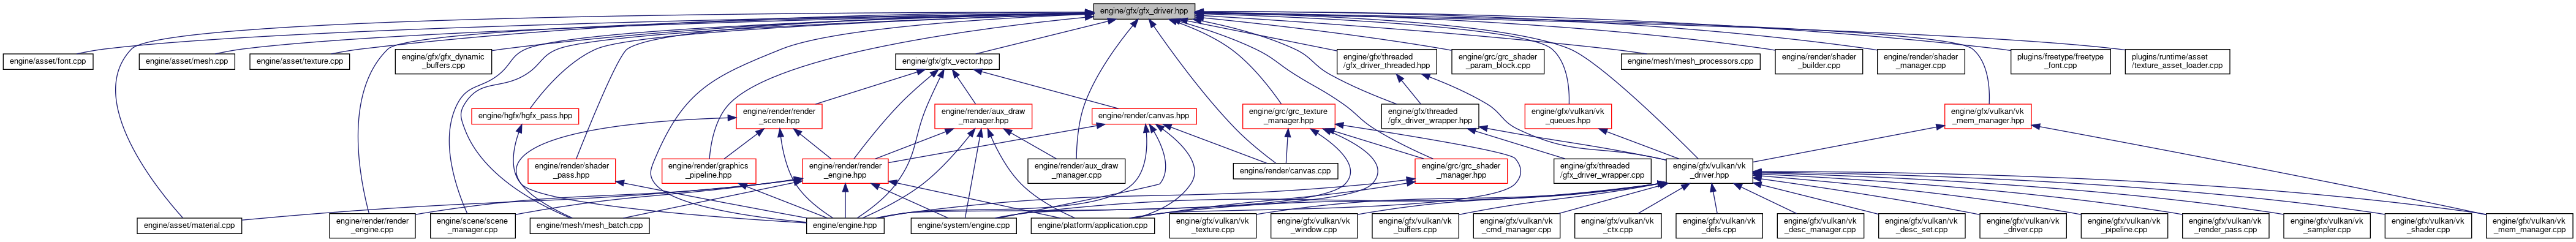 engine/gfx/gfx_driver.hpp
engine/asset/font.cpp
engine/asset/mesh.cpp
engine/asset/texture.cpp
engine/gfx/gfx_dynamic
_buffers.cpp
engine/gfx/gfx_vector.hpp
engine/gfx/threaded
/gfx_driver_threaded.hpp
engine/grc/grc_shader
_param_block.cpp
engine/mesh/mesh_processors.cpp
engine/render/shader
_builder.cpp
engine/render/shader
_manager.cpp
plugins/freetype/freetype
_font.cpp
plugins/runtime/asset
/texture_asset_loader.cpp
engine/hgfx/hgfx_pass.hpp
engine/render/render
_scene.hpp
engine/render/aux_draw
_manager.hpp
engine/render/canvas.hpp
engine/grc/grc_texture
_manager.hpp
engine/gfx/threaded
/gfx_driver_wrapper.hpp
engine/gfx/vulkan/vk
_queues.hpp
engine/gfx/vulkan/vk
_mem_manager.hpp
engine/render/shader
_pass.hpp
engine/render/graphics
_pipeline.hpp
engine/render/render
_engine.hpp
engine/render/aux_draw
_manager.cpp
engine/render/canvas.cpp
engine/grc/grc_shader
_manager.hpp
engine/gfx/threaded
/gfx_driver_wrapper.cpp
engine/gfx/vulkan/vk
_driver.hpp
engine/asset/material.cpp
engine/render/render
_engine.cpp
engine/scene/scene
_manager.cpp
engine/mesh/mesh_batch.cpp
engine/engine.hpp
engine/system/engine.cpp
engine/platform/application.cpp
engine/gfx/vulkan/vk
_texture.cpp
engine/gfx/vulkan/vk
_window.cpp
engine/gfx/vulkan/vk
_buffers.cpp
engine/gfx/vulkan/vk
_cmd_manager.cpp
engine/gfx/vulkan/vk
_ctx.cpp
engine/gfx/vulkan/vk
_defs.cpp
engine/gfx/vulkan/vk
_desc_manager.cpp
engine/gfx/vulkan/vk
_desc_set.cpp
engine/gfx/vulkan/vk
_driver.cpp
engine/gfx/vulkan/vk
_pipeline.cpp
engine/gfx/vulkan/vk
_render_pass.cpp
engine/gfx/vulkan/vk
_sampler.cpp
engine/gfx/vulkan/vk
_shader.cpp
engine/gfx/vulkan/vk
_mem_manager.cpp